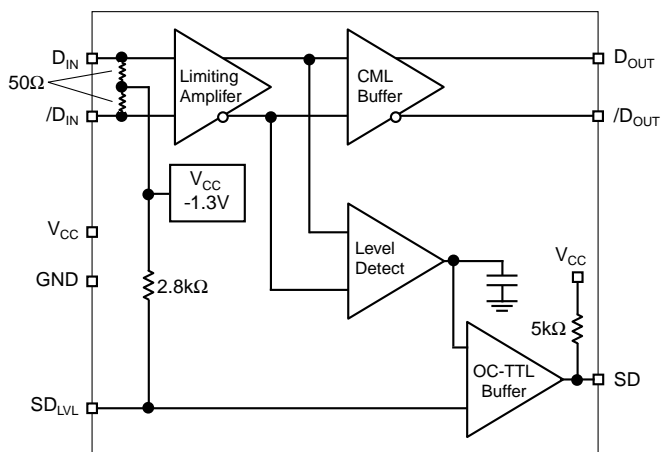 D_IN
50Ω
/D_IN
Limiting
Amplifer
CML
Buffer
D_OUT
/D_OUT
V_CC
-1.3V
V_CC
GND
2.8kΩ
Level
Detect
V_CC
5kΩ
OC-TTL
Buffer
SD
SD_LVL